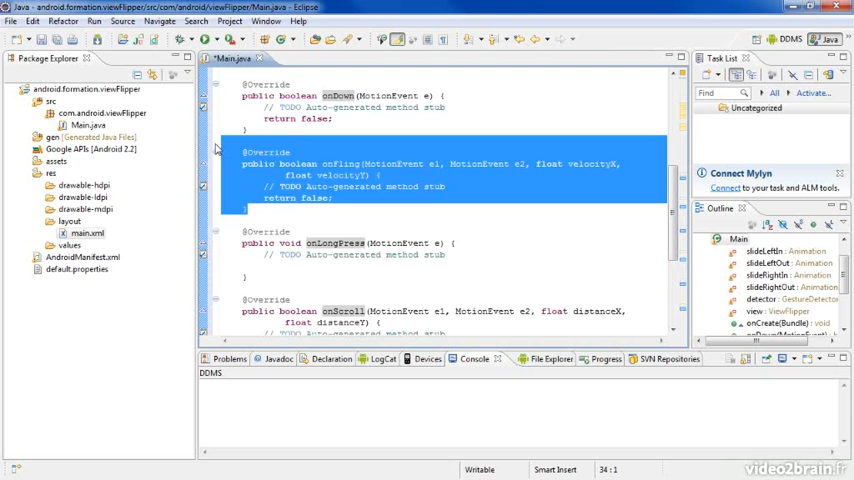 Java - android.formation.viewFlipper/src/com/android/viewFlipper/Main.java - Eclipse
File Edit Refactor Run Source Navigate Search Project Window Help
DDMS Java
Package Explorer
android.formation.viewFlipper
src
com.android.viewFlipper
Main.java
gen [Generated Java Files]
Google APIs [Android 2.2]
assets
res
drawable-hdpi
drawable-ldpi
drawable-mdpi
layout
main.xml
values
AndroidManifest.xml
default.properties
*Main.java
@Override
public boolean onDown(MotionEvent e) {
// TODO Auto-generated method stub
return false;
}
@Override
public boolean onFling(MotionEvent e1, MotionEvent e2, float velocityX,
float velocityY) {
// TODO Auto-generated method stub
return false;
}
@Override
public void onLongPress(MotionEvent e) {
// TODO Auto-generated method stub
}
@Override
public boolean onScroll(MotionEvent e1, MotionEvent e2, float distanceX,
float distanceY) {
// TODO Auto-generated method stub
Task List
Find All Activate...
Uncategorized
Connect Mylyn
Connect to your task and ALM tools.
Outline
Main
slideLeftIn : Animation
slideLeftOut : Animation
slideRightIn : Animation
slideRightOut : Animation
detector : GestureDetector
view : ViewFlipper
onCreate(Bundle) : void
Problems Javadoc Declaration LogCat Devices Console File Explorer Progress SVN Repositories
DDMS
Writable Smart Insert 34 : 1
video2brain.fr